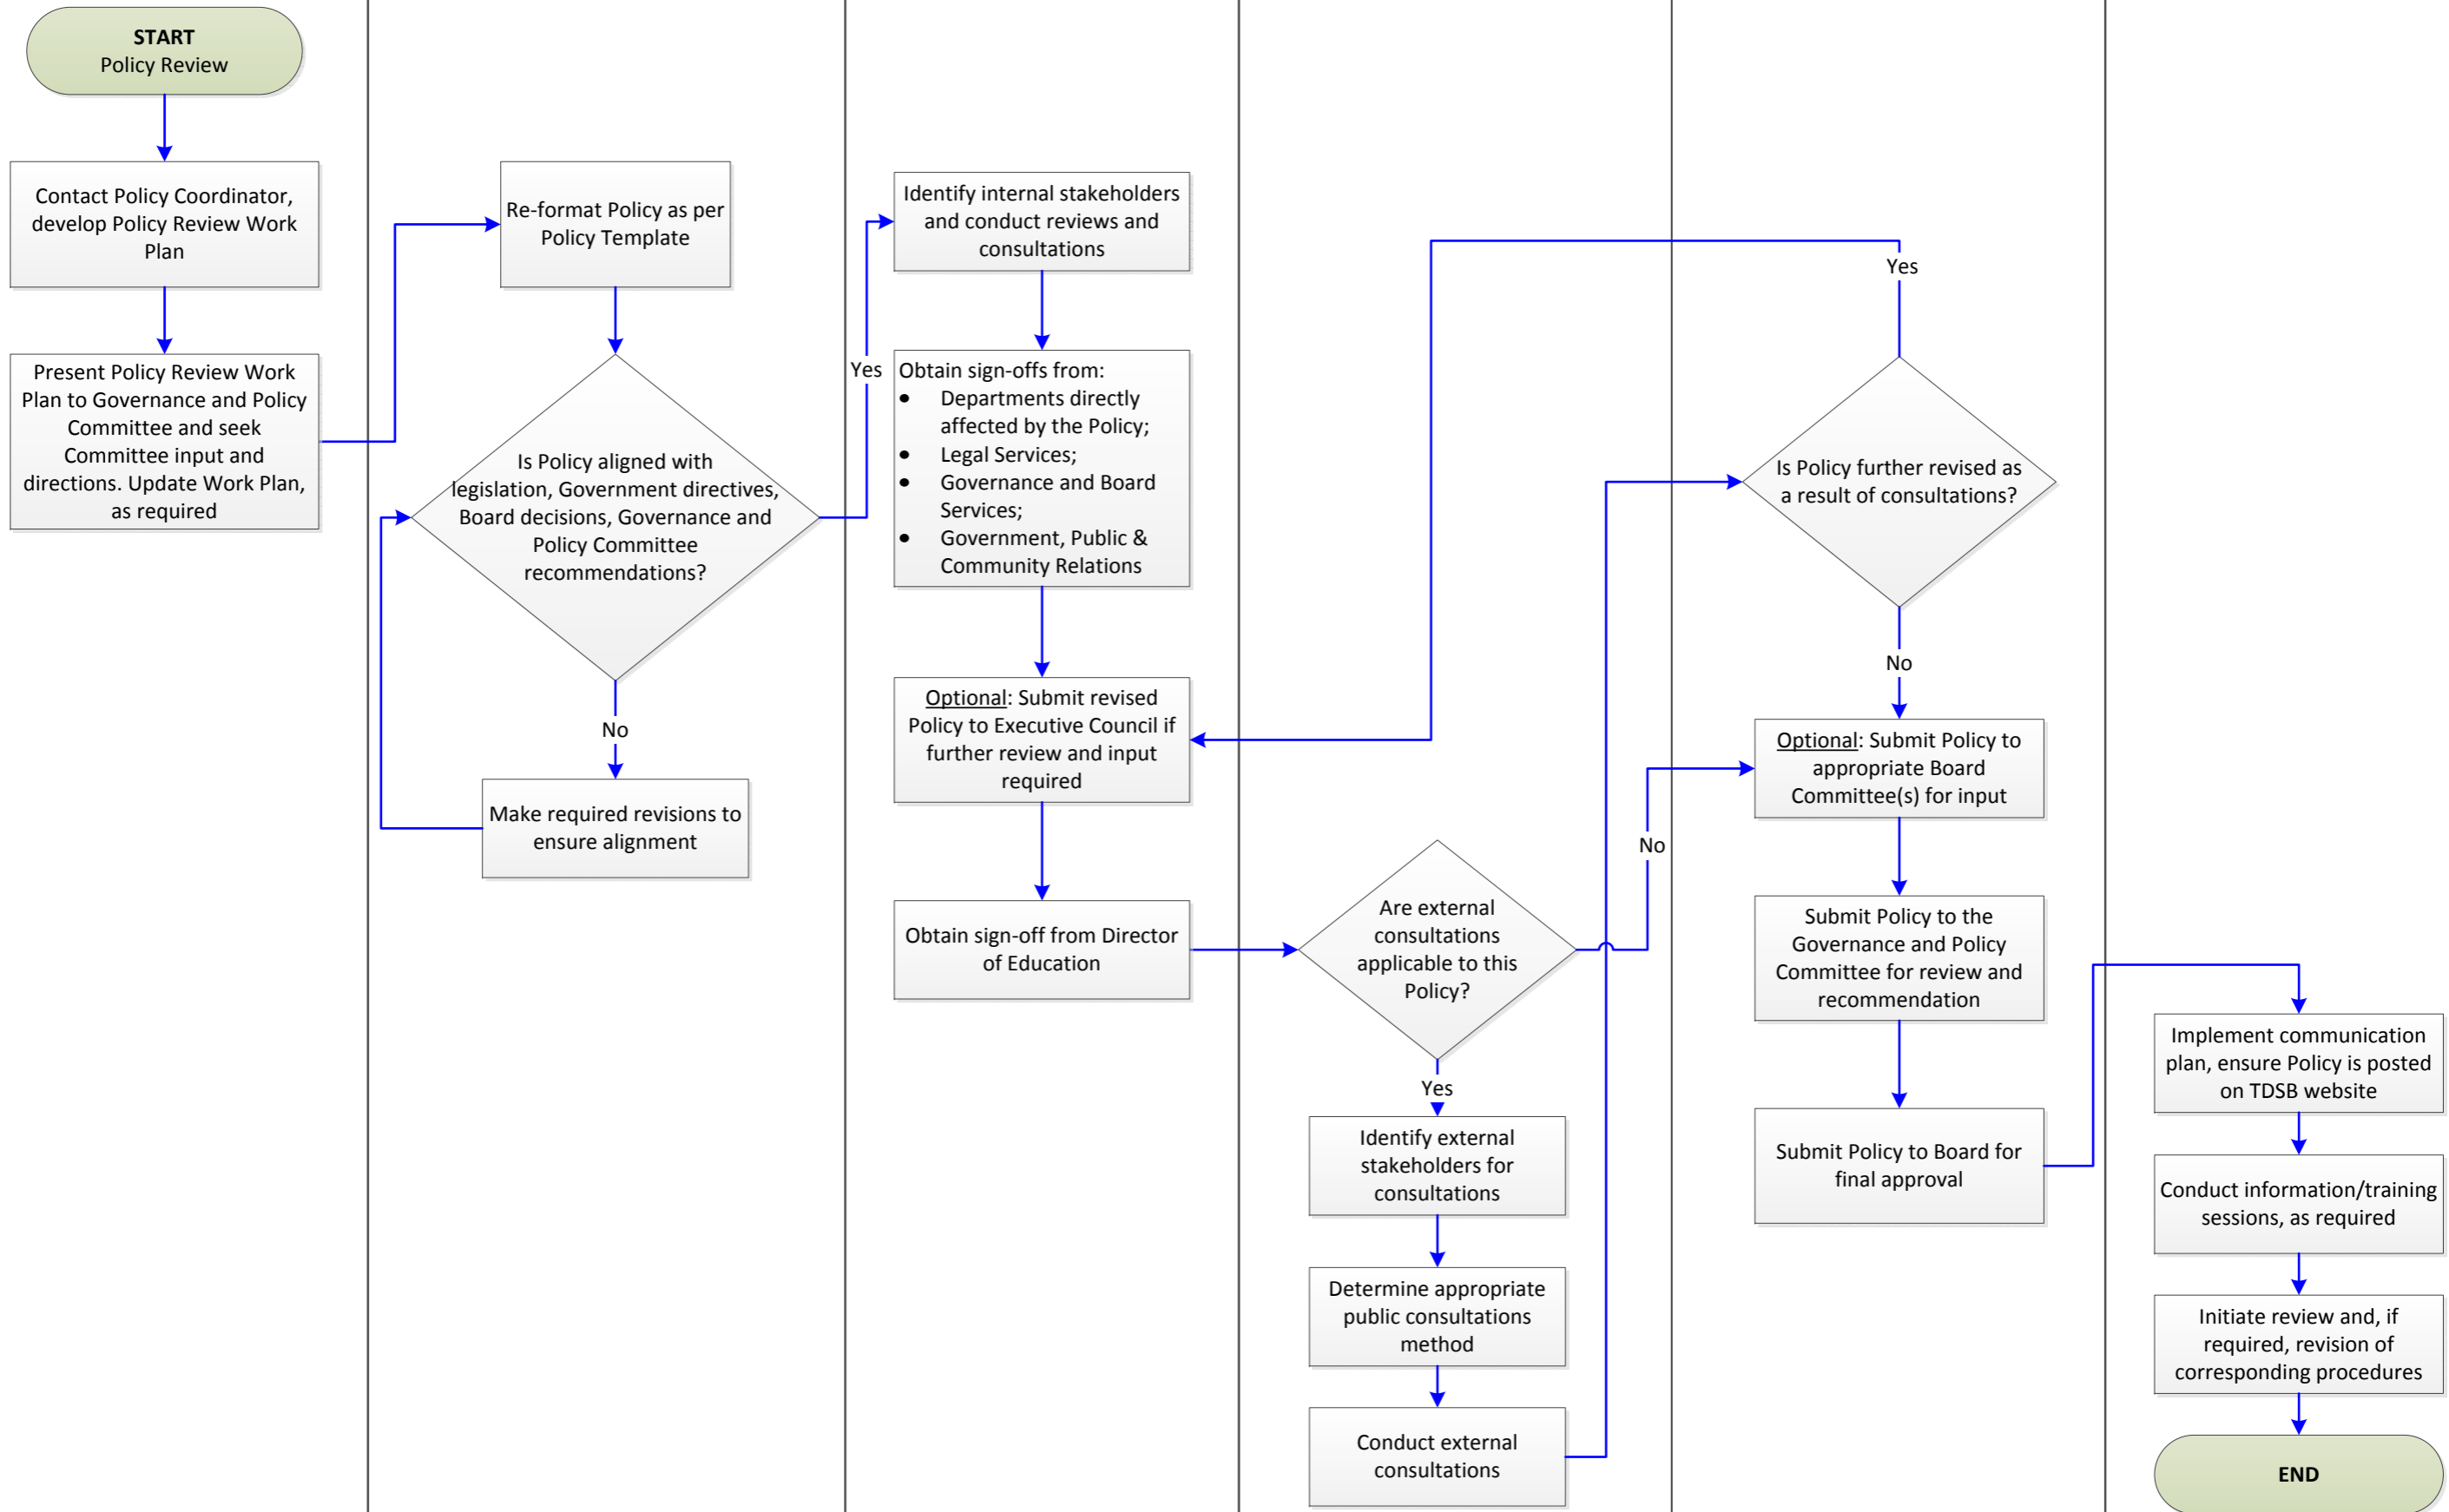 START
Policy Review
Contact Policy Coordinator,
develop Policy Review Work
Plan
Present Policy Review Work
Plan to Governance and Policy
Committee and seek
Committee input and
directions. Update Work Plan,
as required
Re-format Policy as per
Policy Template
Is Policy aligned with
legislation, Government directives,
Board decisions, Governance and
Policy Committee
recommendations?
No
Make required revisions to
ensure alignment
Yes
Identify internal stakeholders
and conduct reviews and
consultations
Obtain sign-offs from:
• Departments directly
affected by the Policy;
• Legal Services;
• Governance and Board
Services;
• Government, Public &
Community Relations
Optional: Submit revised
Policy to Executive Council if
further review and input
required
Obtain sign-off from Director
of Education
Are external
consultations
applicable to this
Policy?
Yes
Identify external
stakeholders for
consultations
Determine appropriate
public consultations
method
Conduct external
consultations
No
Yes
Is Policy further revised as
a result of consultations?
No
Optional: Submit Policy to
appropriate Board
Committee(s) for input
Submit Policy to the
Governance and Policy
Committee for review and
recommendation
Submit Policy to Board for
final approval
Implement communication
plan, ensure Policy is posted
on TDSB website
Conduct information/training
sessions, as required
Initiate review and, if
required, revision of
corresponding procedures
END